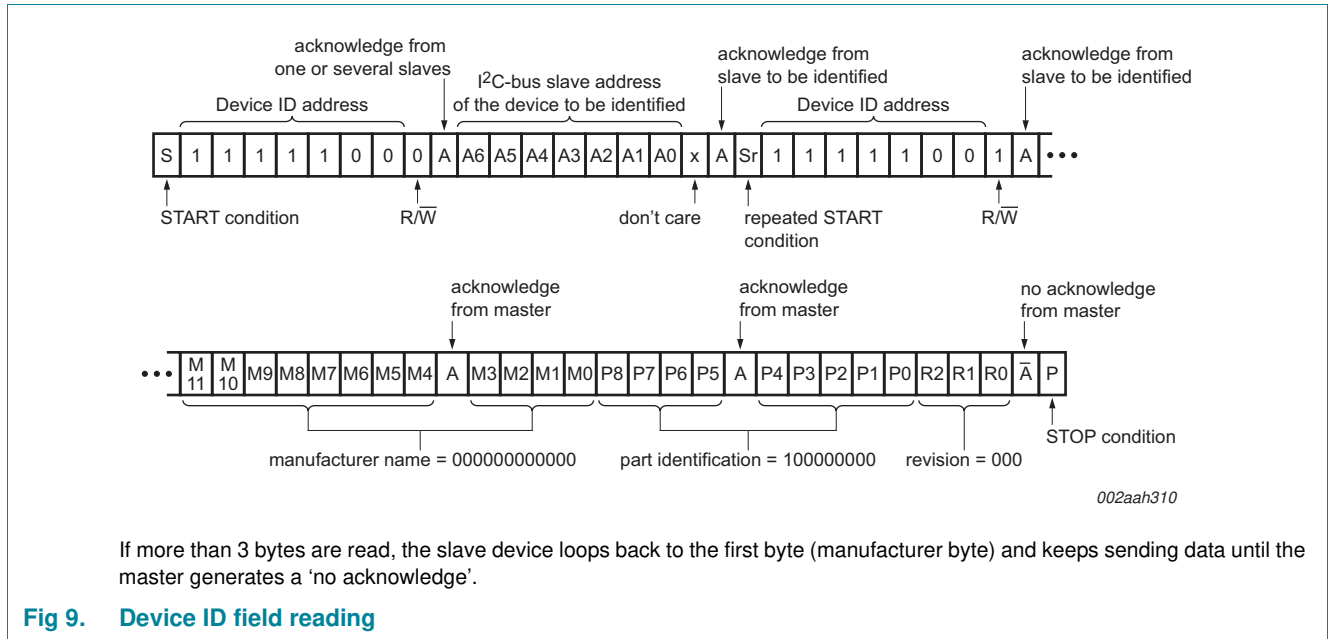 acknowledge from
one or several slaves
I2C-bus slave address
of the device to be identified
acknowledge from
slave to be identified
acknowledge from
slave to be identified
Device ID address
Device ID address
S 1 1 1 1 1 0 0 0 A A6 A5 A4 A3 A2 A1 A0 x A Sr 1 1 1 1 1 0 0 1 A •••
START condition
R/W̅
don't care
repeated START
condition
R/W̅
acknowledge
from master
acknowledge
from master
no acknowledge
from master
••• M11 M10 M9 M8 M7 M6 M5 M4 A M3 M2 M1 M0 P8 P7 P6 P5 A P4 P3 P2 P1 P0 R2 R1 R0 A̅ P
STOP condition
manufacturer name = 000000000000
part identification = 100000000
revision = 000
002aah310
If more than 3 bytes are read, the slave device loops back to the first byte (manufacturer byte) and keeps sending data until the
master generates a 'no acknowledge'.
Fig 9. Device ID field reading